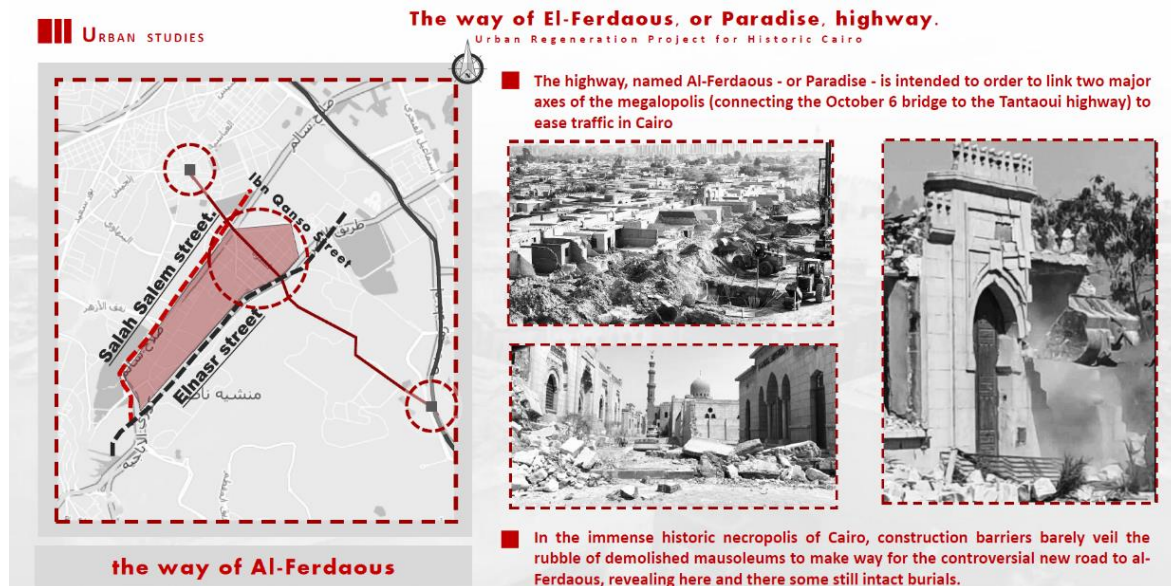 URBAN STUDIES
The way of El-Ferdaous, or Paradise, highway.
Urban Regeneration Project for Historic Cairo
صلاح سالم
Ibn Qanso Street
Salah Salem street.
Elnasr street
صلاح سالم
منشية
the way of Al-Ferdaous
The highway, named Al-Ferdaous - or Paradise - is intended to order to link two major
axes of the megalopolis (connecting the October 6 bridge to the Tantaoui highway) to
ease traffic in Cairo
In the immense historic necropolis of Cairo, construction barriers barely veil the
rubble of demolished mausoleums to make way for the controversial new road to al-
Ferdaous, revealing here and there some still intact burials.